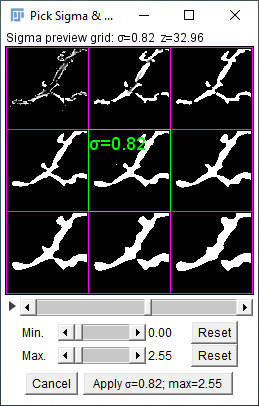 Pick Sigma & ...
Sigma preview grid: σ=0.82 z=32.96
σ=0.82
Min. 0.00 Reset
Max. 2.55 Reset
Cancel Apply σ=0.82; max=2.55